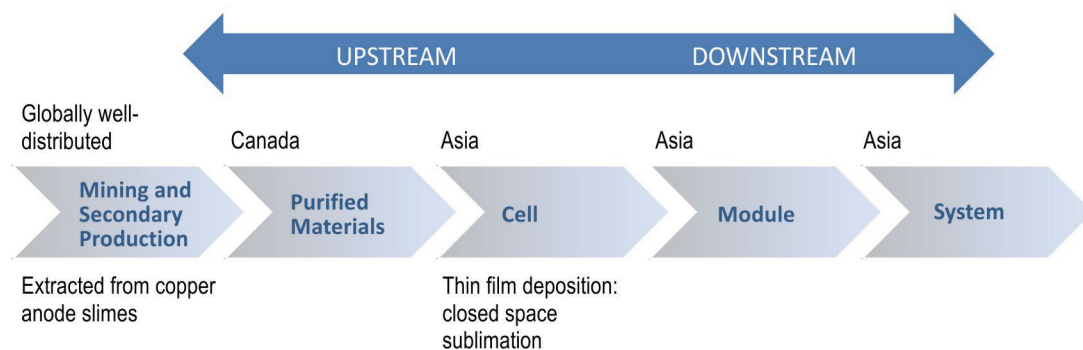 UPSTREAM DOWNSTREAM
Globally well-
distributed
Canada
Asia
Asia
Asia
Mining and
Secondary
Production
Purified
Materials
Cell
Module
System
Extracted from copper
anode slimes
Thin film deposition:
closed space
sublimation